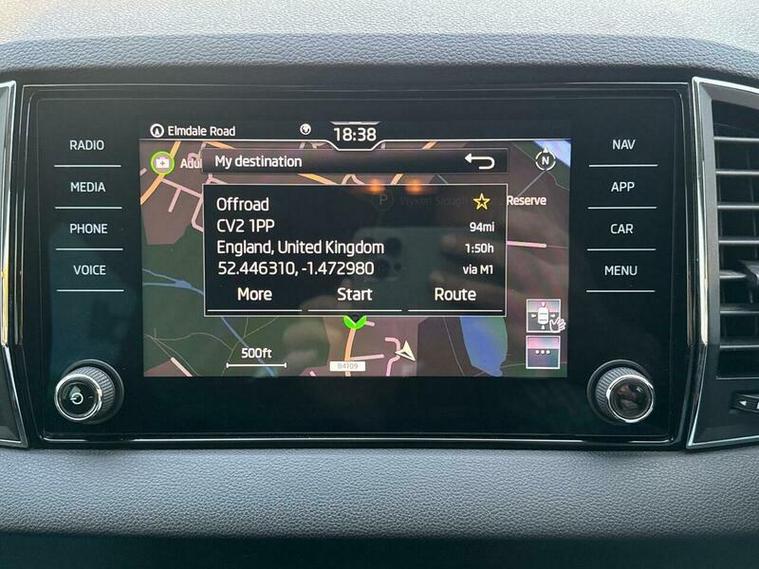 Elmdale Road
18:38
N
My destination
Offroad
CV2 1PP
94mi
England, United Kingdom
1:50h
52.446310, -1.472980
via M1
More
Start
Route
Reserve
P
500ft
B4109
RADIO
MEDIA
PHONE
VOICE
NAV
APP
CAR
MENU